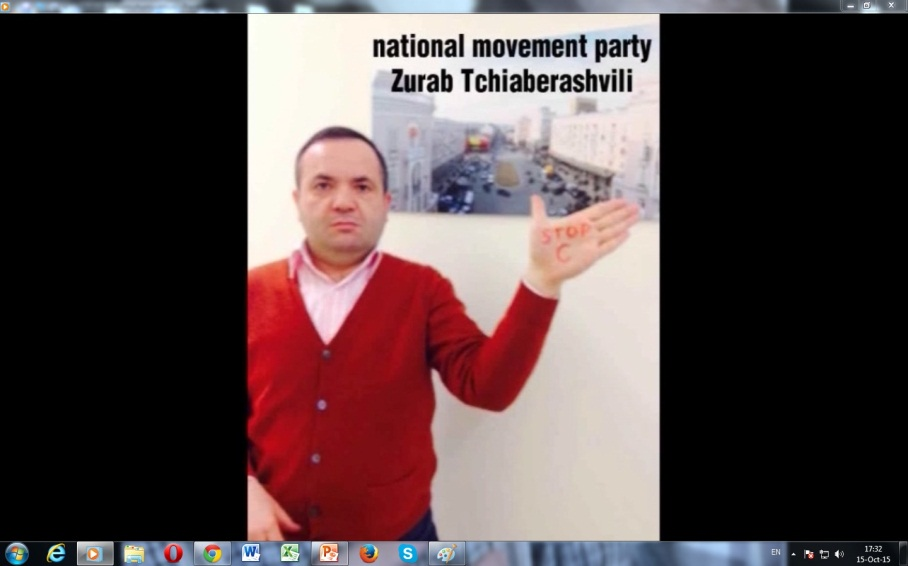 national movement party
Zurab Tchiaberashvili
STOP
C
EN
17:32
15-Oct-15